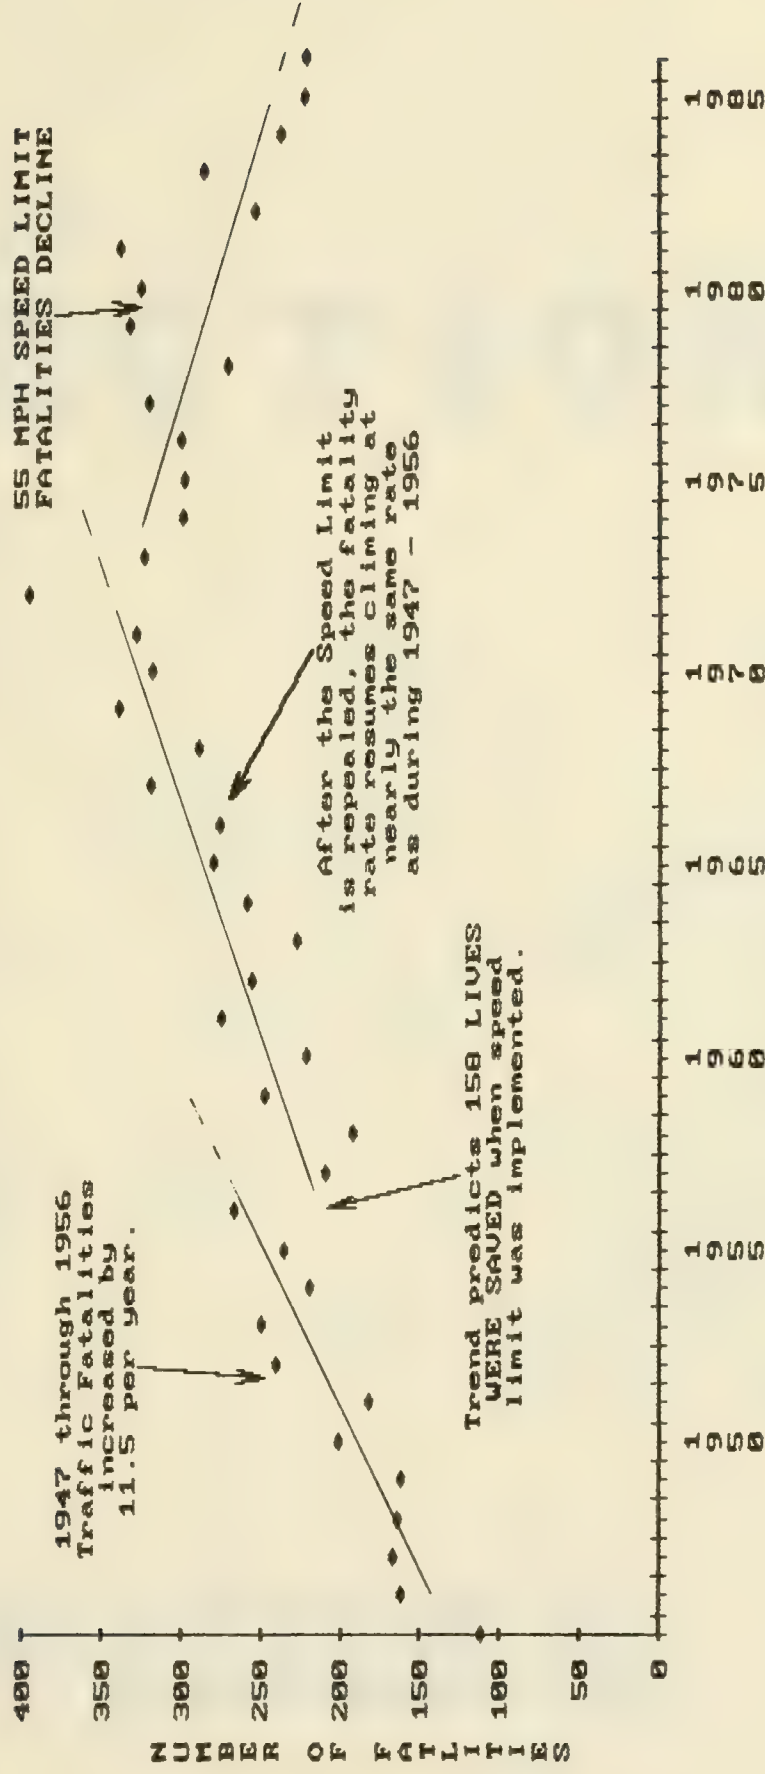 1947 through 1956
Traffic Fatalities
increased by
11.5 per year.
55 MPH SPEED LIMIT
FATALITIES DECLINE
After the Speed Limit
is repealed, the fatality
rate resumes climing at
nearly the same rate
as during 1947 - 1956
Trend predicts 158 LIVES
WERE SAVED when speed
limit was implemented.
NUMBER OF FATLITIES
400
350
300
250
200
150
100
50
0
1950
1955
1960
1965
1970
1975
1980
1985